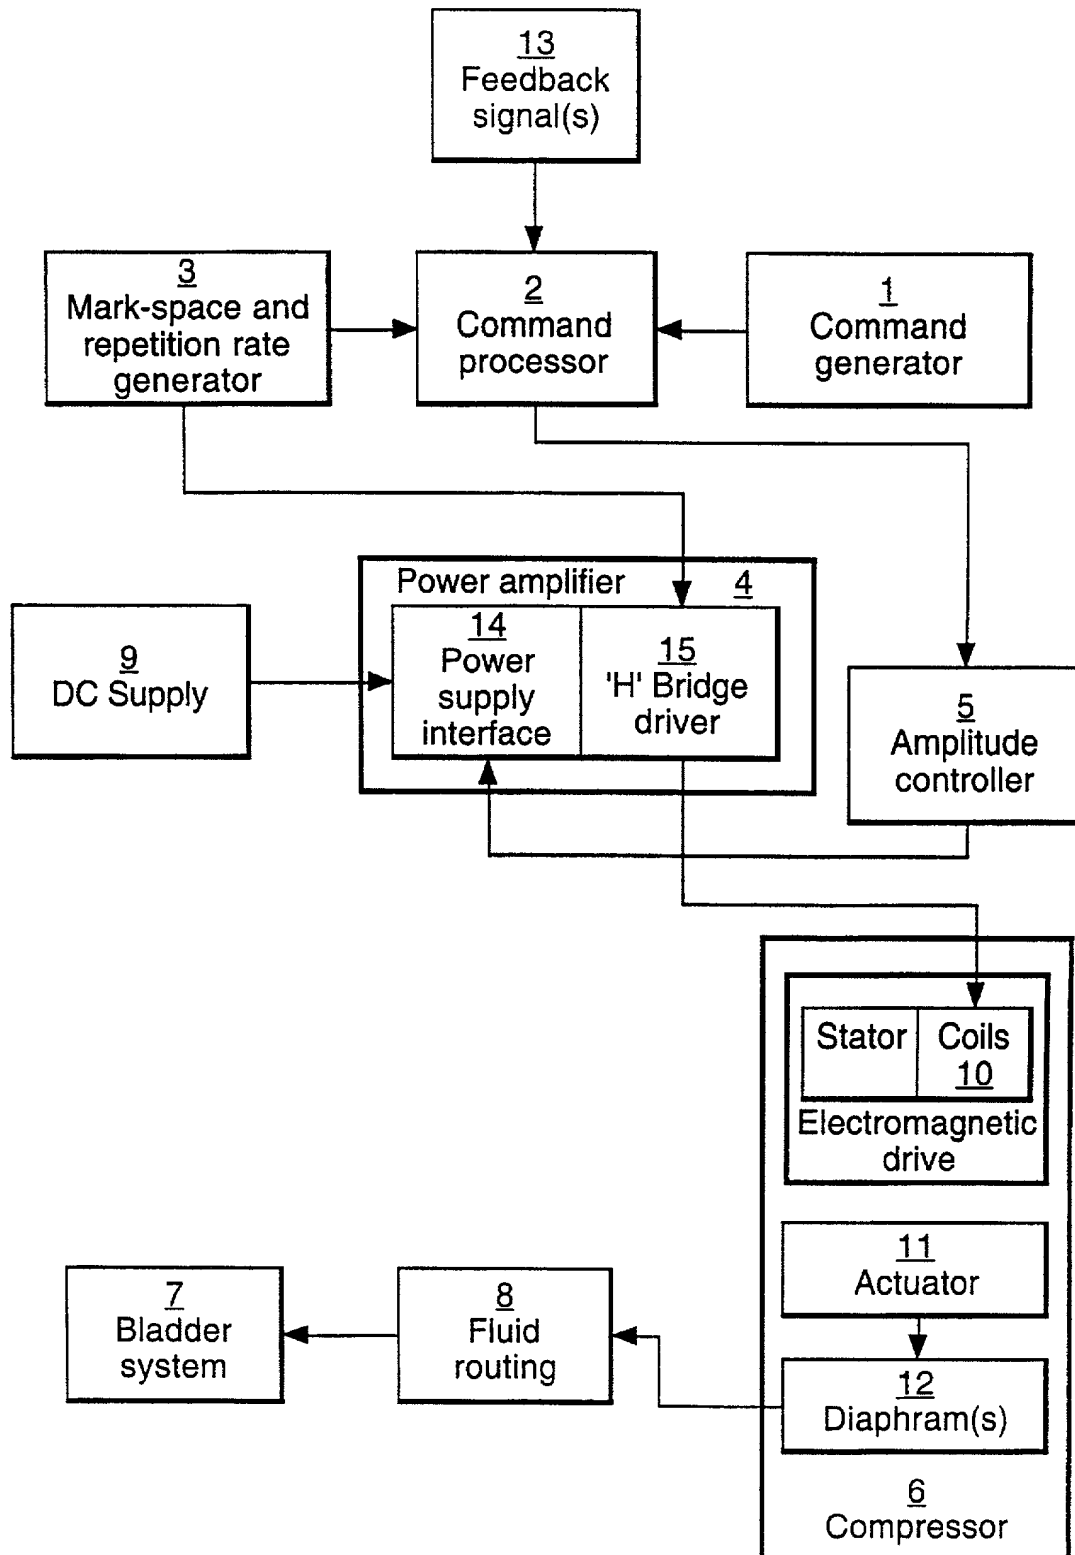 13
Feedback
signal(s)
3
Mark-space and
repetition rate
generator
2
Command
processor
1
Command
generator
Power amplifier
4
14
Power
supply
interface
15
'H' Bridge
driver
9
DC Supply
5
Amplitude
controller
Stator
Coils
10
Electromagnetic
drive
11
Actuator
12
Diaphram(s)
6
Compressor
8
Fluid
routing
7
Bladder
system